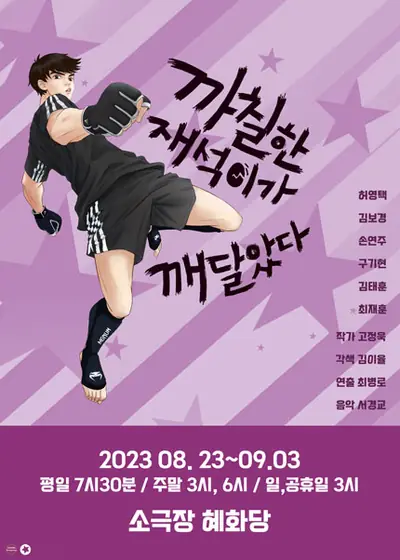 까칠한
재석이가
깨달았다
허영택
김보경
손연주
구기현
김태훈
최재훈
작가 고정욱
각색 김이율
연출 최병로
음악 서경교
VENUM
2023 08. 23~09.03
평일 7시30분 / 주말 3시, 6시 / 일,공휴일 3시
소극장 혜화당